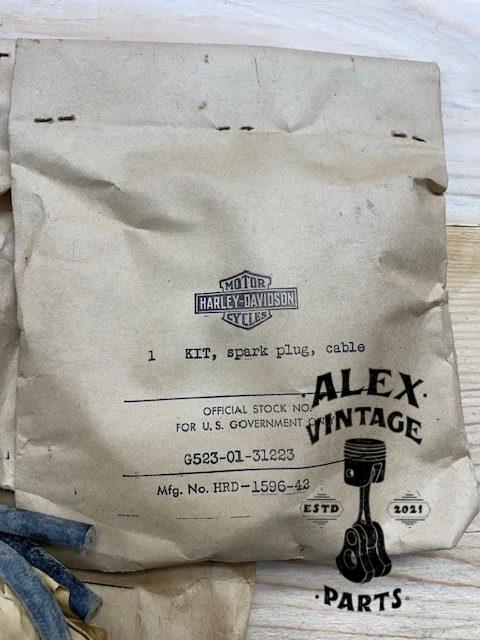 MOTOR
HARLEY-DAVIDSON
CYCLES
1 KIT, spark plug, cable
OFFICIAL STOCK NO.
FOR U.S. GOVERNMENT ONLY
G523-01-31223
Mfg. No. HRD-1596-42
ALEX
VINTAGE
ESTD 2021
PARTS